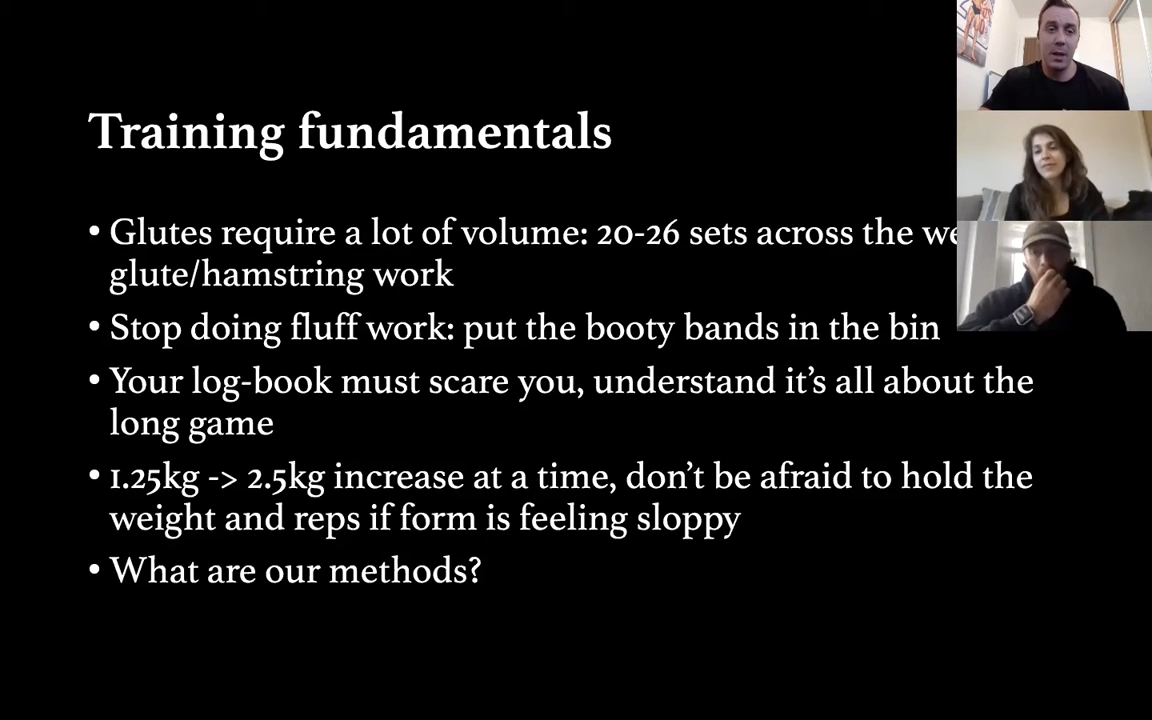 Training fundamentals
• Glutes require a lot of volume: 20-26 sets across the
glute/hamstring work
• Stop doing fluff work: put the booty bands in the bin
• Your log-book must scare you, understand it’s all about the
long game
• 1.25kg -> 2.5kg increase at a time, don’t be afraid to hold the
weight and reps if form is feeling sloppy
• What are our methods?